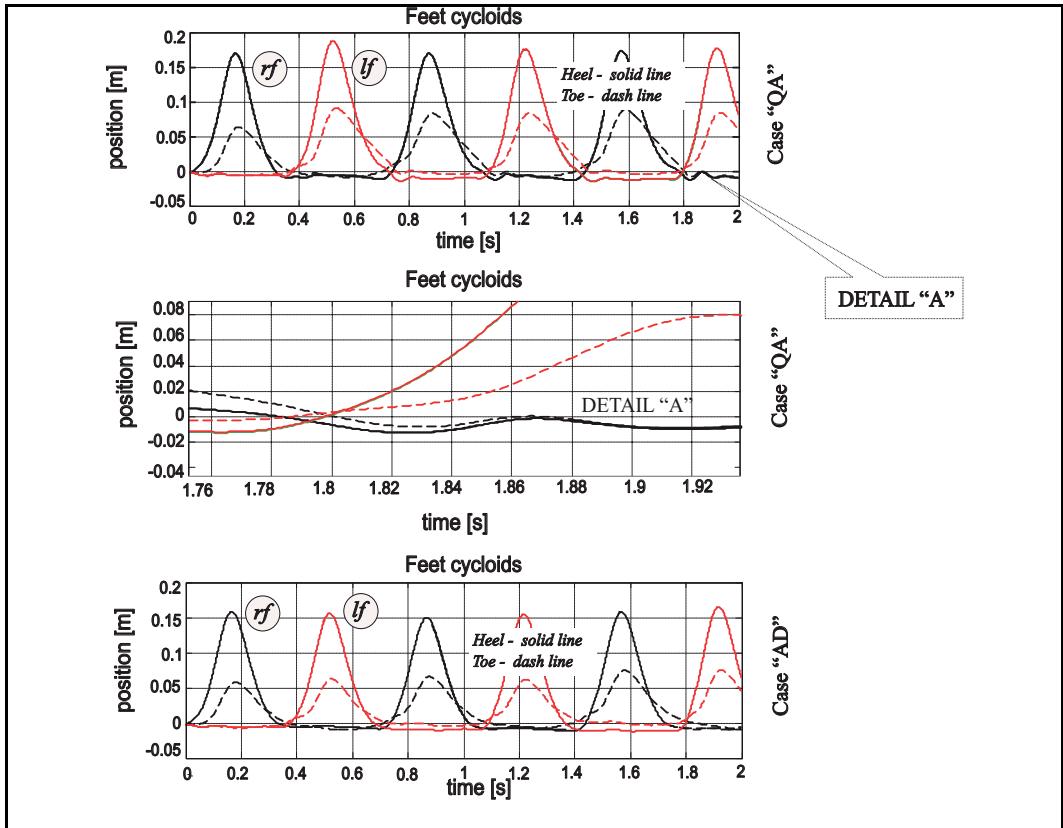 Feet cycloids
0.2
0.15
0.1
0.05
0
-0.05
position [m]
rf
lf
Heel - solid line
Toe - dash line
0 0.2 0.4 0.6 0.8 1 1.2 1.4 1.6 1.8 2
time [s]
Case “QA”
DETAIL “A”
Feet cycloids
0.08
0.06
0.04
0.02
0
-0.02
-0.04
position [m]
DETAIL “A”
1.76 1.78 1.8 1.82 1.84 1.86 1.88 1.9 1.92
time [s]
Case “QA”
Feet cycloids
0.2
0.15
0.1
0.05
0
-0.05
position [m]
rf
lf
Heel - solid line
Toe - dash line
0 0.2 0.4 0.6 0.8 1 1.2 1.4 1.6 1.8 2
time [s]
Case “AD”